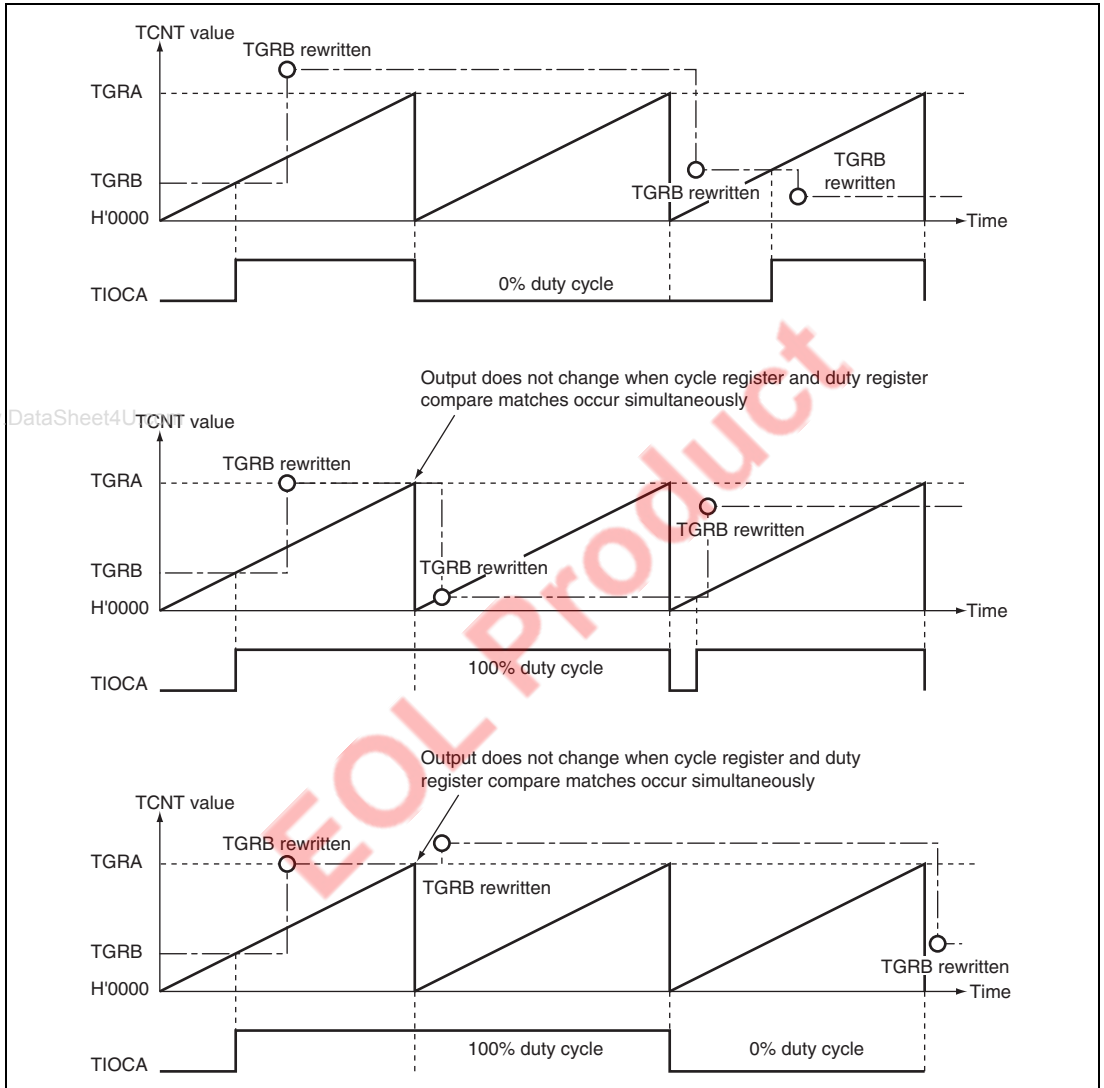 TCNT value
TGRB rewritten
TGRA
TGRB
rewritten
TGRB
TGRB rewritten
H'0000
Time
0% duty cycle
TIOCA
Output does not change when cycle register and duty register
compare matches occur simultaneously
DataSheet4U.com
TCNT value
TGRB rewritten
TGRA
TGRB rewritten
TGRB rewritten
TGRB
H'0000
Time
100% duty cycle
TIOCA
Output does not change when cycle register and duty
register compare matches occur simultaneously
TCNT value
TGRB rewritten
TGRA
TGRB rewritten
TGRB
TGRB rewritten
H'0000
Time
100% duty cycle
0% duty cycle
TIOCA
EOL Product